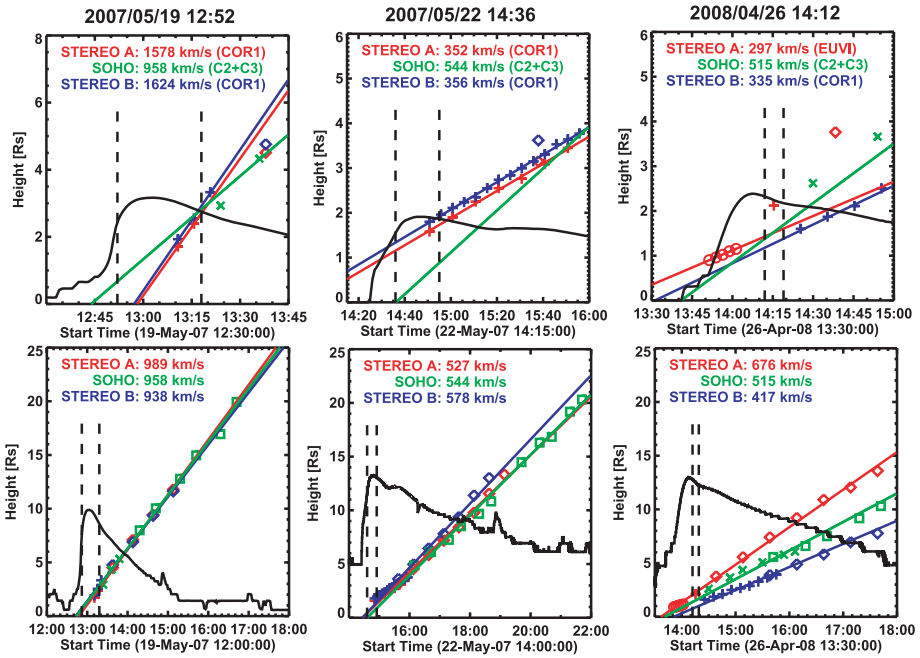 2007/05/19 12:52
2007/05/22 14:36
2008/04/26 14:12
STEREO A: 1578 km/s (COR1)
SOHO: 958 km/s (C2+C3)
STEREO B: 1624 km/s (COR1)
Height [Rs]
8
6
4
2
0
12:45 13:00 13:15 13:30 13:45
Start Time (19-May-07 12:30:00)
STEREO A: 352 km/s (COR1)
SOHO: 544 km/s (C2+C3)
STEREO B: 356 km/s (COR1)
Height [Rs]
6
5
4
3
2
1
0
14:20 14:40 15:00 15:20 15:40 16:00
Start Time (22-May-07 14:15:00)
STEREO A: 297 km/s (EUVI)
SOHO: 515 km/s (C2+C3)
STEREO B: 335 km/s (COR1)
Height [Rs]
6
5
4
3
2
1
0
13:30 13:45 14:00 14:15 14:30 14:45 15:00
Start Time (26-Apr-08 13:30:00)
STEREO A: 989 km/s
SOHO: 958 km/s
STEREO B: 938 km/s
Height [Rs]
25
20
15
10
5
0
12:00 13:00 14:00 15:00 16:00 17:00 18:00
Start Time (19-May-07 12:00:00)
STEREO A: 527 km/s
SOHO: 544 km/s
STEREO B: 578 km/s
Height [Rs]
25
20
15
10
5
0
16:00 18:00 20:00 22:00
Start Time (22-May-07 14:00:00)
STEREO A: 676 km/s
SOHO: 515 km/s
STEREO B: 417 km/s
Height [Rs]
25
20
15
10
5
0
14:00 15:00 16:00 17:00 18:00
Start Time (26-Apr-08 13:30:00)